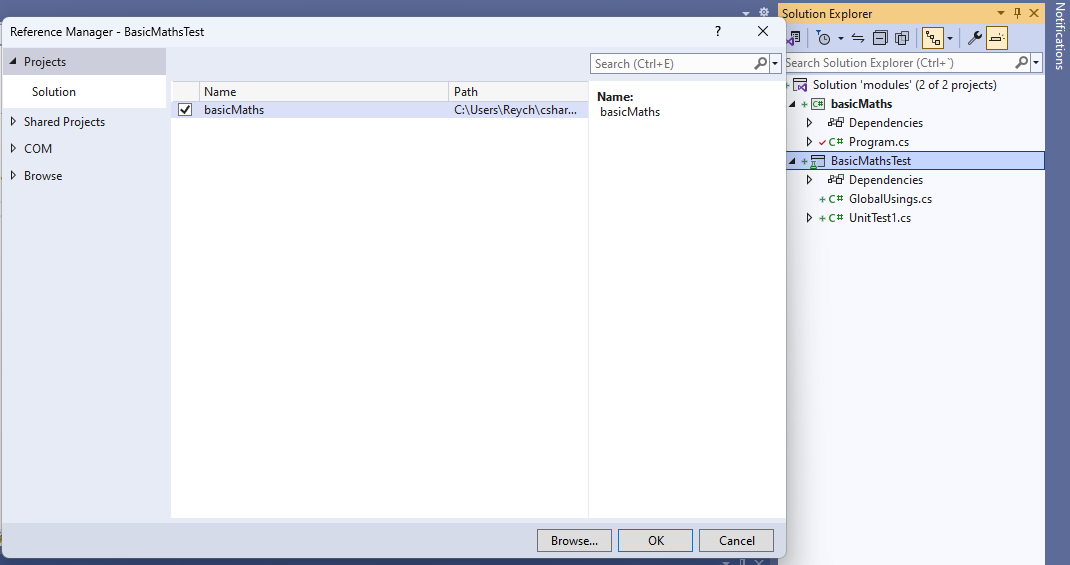 Reference Manager - BasicMathsTest
?
Projects
Solution
Shared Projects
COM
Browse
Search (Ctrl+E)
Name Path
basicMaths C:\Users\Reych\cshar...
Name:
basicMaths
Browse... OK Cancel
Solution Explorer
Search Solution Explorer (Ctrl+`)
Solution 'modules' (2 of 2 projects)
C# basicMaths
Dependencies
C# Program.cs
BasicMathsTest
Dependencies
C# GlobalUsings.cs
C# UnitTest1.cs
Notifications